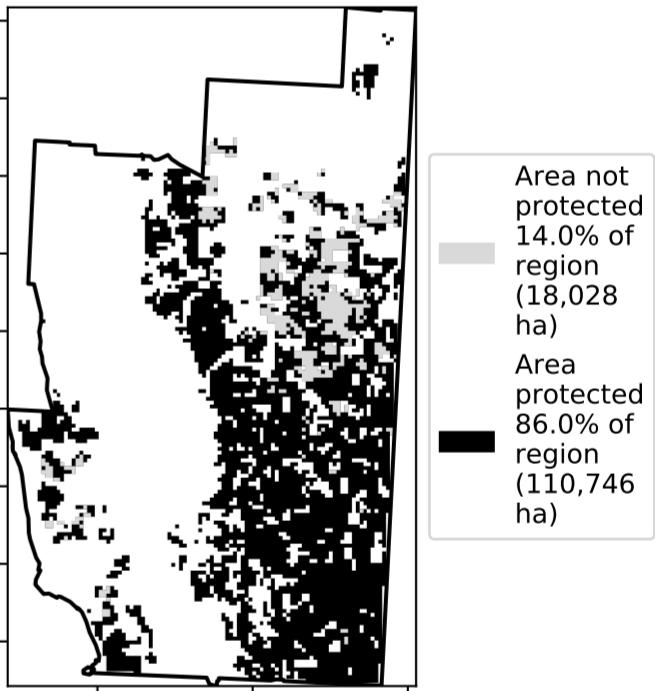 Area not
protected
14.0% of
region
(18,028
ha)
Area
protected
86.0% of
region
(110,746
ha)